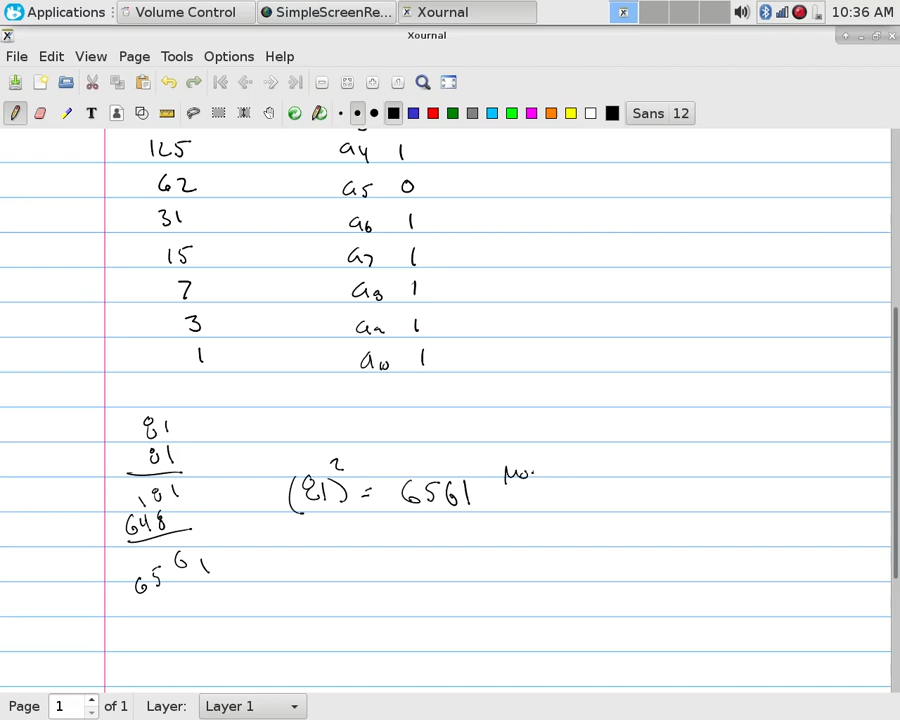 Applications Volume Control SimpleScreenRe... Xournal 10:36 AM
Xournal
File Edit View Page Tools Options Help
Sans 12
125 a4 1
62 a5 0
31 a6 1
15 a7 1
7 a8 1
3 a9 1
1 a10 1
81
81
181
648
6561
(81)2 = 6561 Mo
Page 1 of 1 Layer: Layer 1